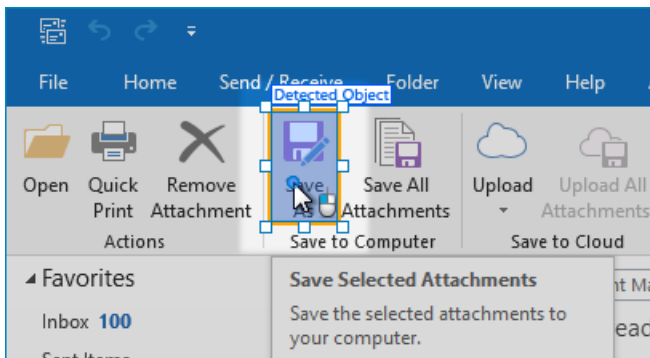 File Home Send / Receive Folder View Help
Detected Object
Open Quick Print Remove Attachment Save As Save All Attachments Upload Upload All Attachments
Actions Save to Computer Save to Cloud
Favorites
Save Selected Attachments
Inbox 100
Save the selected attachments to
your computer.
Sent Items